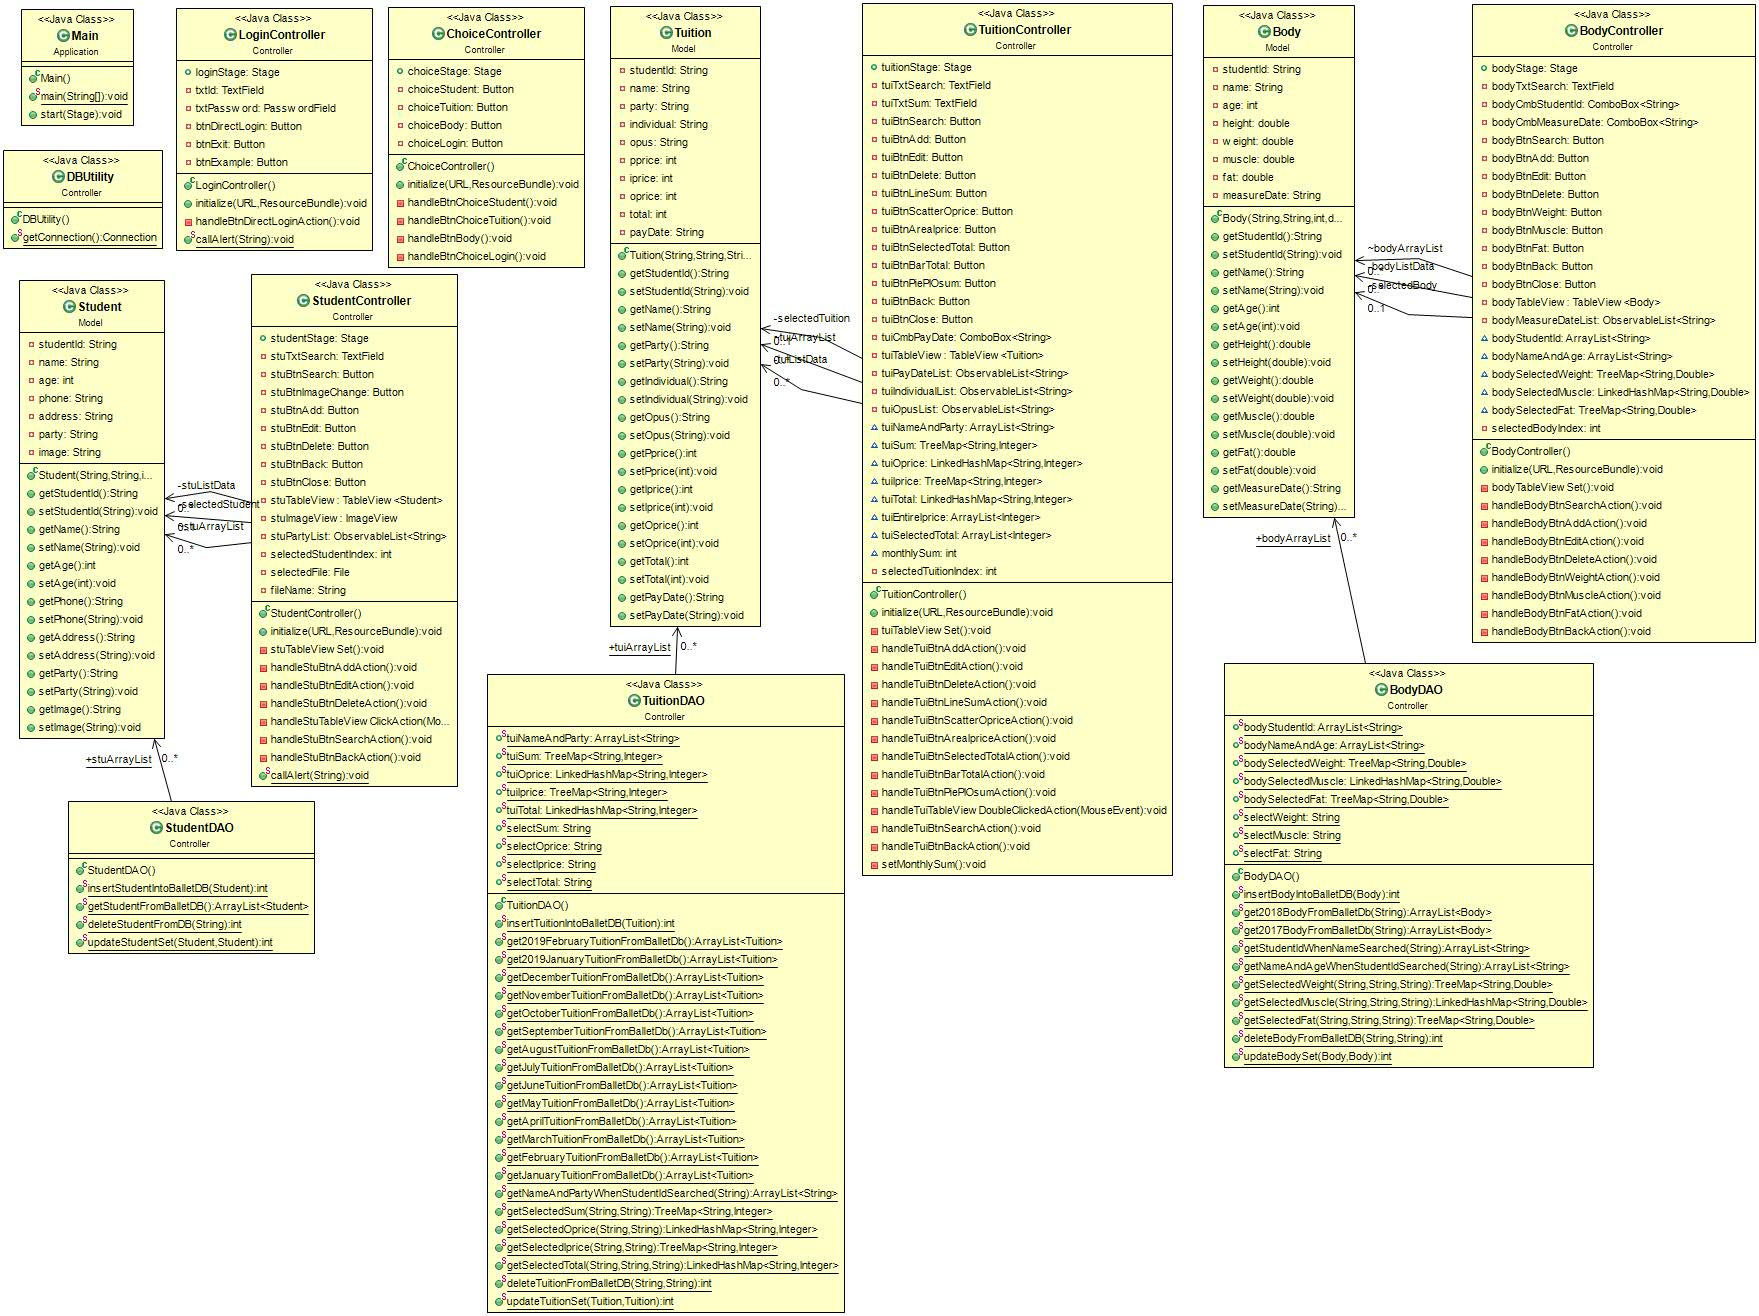 <<Java Class>>
Main
Application
Main()
main(String[]):void
start(Stage):void
<<Java Class>>
DBUtility
Controller
DBUtility()
getConnection():Connection
<<Java Class>>
LoginController
Controller
loginStage: Stage
txtId: TextField
txtPassword: PasswordField
btnDirectLogin: Button
btnExit: Button
btnExample: Button
LoginController()
initialize(URL,ResourceBundle):void
handleBtnDirectLoginAction():void
callAlert(String):void
<<Java Class>>
ChoiceController
Controller
choiceStage: Stage
choiceStudent: Button
choiceTuition: Button
choiceBody: Button
choiceLogin: Button
ChoiceController()
initialize(URL,ResourceBundle):void
handleBtnChoiceStudent():void
handleBtnChoiceTuition():void
handleBtnBody():void
handleBtnChoiceLogin():void
<<Java Class>>
Student
Model
studentId: String
name: String
age: int
phone: String
address: String
party: String
image: String
Student(String,String,i...
getStudentId():String
setStudentId(String):void
getName():String
setName(String):void
getAge():int
setAge(int):void
getPhone():String
setPhone(String):void
getAddress():String
setAddress(String):void
getParty():String
setParty(String):void
getImage():String
setImage(String):void
-stuListData
0..*
-selectedStudent
~stuArrayList
0..*
<<Java Class>>
StudentController
Controller
studentStage: Stage
stuTxtSearch: TextField
stuBtnSearch: Button
stuBtnImageChange: Button
stuBtnAdd: Button
stuBtnEdit: Button
stuBtnDelete: Button
stuBtnBack: Button
stuBtnClose: Button
stuTableView: TableView<Student>
stuImageView: ImageView
stuPartyList: ObservableList<String>
selectedStudentIndex: int
selectedFile: File
fileName: String
StudentController()
initialize(URL,ResourceBundle):void
stuTableViewSet():void
handleStuBtnAddAction():void
handleStuBtnEditAction():void
handleStuBtnDeleteAction():void
handleStuTableViewClickAction(Mo...
handleStuBtnSearchAction():void
handleStuBtnBackAction():void
callAlert(String):void
+stuArrayList
0..*
<<Java Class>>
StudentDAO
Controller
StudentDAO()
insertStudentIntoBalletDB(Student):int
getStudentFromBalletDB():ArrayList<Student>
deleteStudentFromDB(String):int
updateStudentSet(Student,Student):int
<<Java Class>>
Tuition
Model
studentId: String
name: String
party: String
individual: String
opus: String
pprice: int
iprice: int
oprice: int
total: int
payDate: String
Tuition(String,String,Stri...
getStudentId():String
setStudentId(String):void
getName():String
setName(String):void
getParty():String
setParty(String):void
getIndividual():String
setIndividual(String):void
getOpus():String
setOpus(String):void
getPprice():int
setPprice(int):void
getIprice():int
setIprice(int):void
getOprice():int
setOprice(int):void
getTotal():int
setTotal(int):void
getPayDate():String
setPayDate(String):void
-selectedTuition
0..1
~tuiArrayList
-tuiListData
0..*
<<Java Class>>
TuitionController
Controller
tuitionStage: Stage
tuiTxtSearch: TextField
tuiTxtSum: TextField
tuiBtnSearch: Button
tuiBtnAdd: Button
tuiBtnEdit: Button
tuiBtnDelete: Button
tuiBtnLineSum: Button
tuiBtnScatterOprice: Button
tuiBtnAreaIprice: Button
tuiBtnSelectedTotal: Button
tuiBtnBarTotal: Button
tuiBtnPiePIOsum: Button
tuiBtnBack: Button
tuiBtnClose: Button
tuiCmbPayDate: ComboBox<String>
tuiTableView: TableView<Tuition>
tuiPayDateList: ObservableList<String>
tuiIndividualList: ObservableList<String>
tuiOpusList: ObservableList<String>
tuiNameAndParty: ArrayList<String>
tuiSum: TreeMap<String,Integer>
tuiOprice: LinkedHashMap<String,Integer>
tuiIprice: TreeMap<String,Integer>
tuiTotal: LinkedHashMap<String,Integer>
tuiEntireIprice: ArrayList<Integer>
tuiSelectedTotal: ArrayList<Integer>
monthlySum: int
selectedTuitionIndex: int
TuitionController()
initialize(URL,ResourceBundle):void
tuiTableViewSet():void
handleTuiBtnAddAction():void
handleTuiBtnEditAction():void
handleTuiBtnDeleteAction():void
handleTuiBtnLineSumAction():void
handleTuiBtnScatterOpriceAction():void
handleTuiBtnAreaIpriceAction():void
handleTuiBtnSelectedTotalAction():void
handleTuiBtnBarTotalAction():void
handleTuiBtnPiePIOsumAction():void
handleTuiTableViewDoubleClickedAction(MouseEvent):void
handleTuiBtnSearchAction():void
handleTuiBtnBackAction():void
setMonthlySum():void
+tuiArrayList
0..*
<<Java Class>>
TuitionDAO
Controller
tuiNameAndParty: ArrayList<String>
tuiSum: TreeMap<String,Integer>
tuiOprice: LinkedHashMap<String,Integer>
tuiIprice: TreeMap<String,Integer>
tuiTotal: LinkedHashMap<String,Integer>
selectSum: String
selectOprice: String
selectIprice: String
selectTotal: String
TuitionDAO()
insertTuitionIntoBalletDB(Tuition):int
get2019FebruaryTuitionFromBalletDb():ArrayList<Tuition>
get2019JanuaryTuitionFromBalletDb():ArrayList<Tuition>
getDecemberTuitionFromBalletDb():ArrayList<Tuition>
getNovemberTuitionFromBalletDb():ArrayList<Tuition>
getOctoberTuitionFromBalletDb():ArrayList<Tuition>
getSeptemberTuitionFromBalletDb():ArrayList<Tuition>
getAugustTuitionFromBalletDb():ArrayList<Tuition>
getJulyTuitionFromBalletDb():ArrayList<Tuition>
getJuneTuitionFromBalletDb():ArrayList<Tuition>
getMayTuitionFromBalletDb():ArrayList<Tuition>
getAprilTuitionFromBalletDb():ArrayList<Tuition>
getMarchTuitionFromBalletDb():ArrayList<Tuition>
getFebruaryTuitionFromBalletDb():ArrayList<Tuition>
getJanuaryTuitionFromBalletDb():ArrayList<Tuition>
getNameAndPartyWhenStudentIdSearched(String):ArrayList<String>
getSelectedSum(String,String):TreeMap<String,Integer>
getSelectedOprice(String,String):LinkedHashMap<String,Integer>
getSelectedIprice(String,String):TreeMap<String,Integer>
getSelectedTotal(String,String,String):LinkedHashMap<String,Integer>
deleteTuitionFromBalletDB(String,String):int
updateTuitionSet(Tuition,Tuition):int
<<Java Class>>
Body
Model
studentId: String
name: String
age: int
height: double
weight: double
muscle: double
fat: double
measureDate: String
Body(String,String,int,d...
getStudentId():String
setStudentId(String):void
getName():String
setName(String):void
getAge():int
setAge(int):void
getHeight():double
setHeight(double):void
getWeight():double
setWeight(double):void
getMuscle():double
setMuscle(double):void
getFat():double
setFat(double):void
getMeasureDate():String
setMeasureDate(String)...
~bodyArrayList
0..*
-bodyListData
-selectedBody
0..1
<<Java Class>>
BodyController
Controller
bodyStage: Stage
bodyTxtSearch: TextField
bodyCmbStudentId: ComboBox<String>
bodyCmbMeasureDate: ComboBox<String>
bodyBtnSearch: Button
bodyBtnAdd: Button
bodyBtnEdit: Button
bodyBtnDelete: Button
bodyBtnWeight: Button
bodyBtnMuscle: Button
bodyBtnFat: Button
bodyBtnBack: Button
bodyBtnClose: Button
bodyTableView: TableView<Body>
bodyMeasureDateList: ObservableList<String>
bodyStudentId: ArrayList<String>
bodyNameAndAge: ArrayList<String>
bodySelectedWeight: TreeMap<String,Double>
bodySelectedMuscle: LinkedHashMap<String,Double>
bodySelectedFat: TreeMap<String,Double>
selectedBodyIndex: int
BodyController()
initialize(URL,ResourceBundle):void
bodyTableViewSet():void
handleBodyBtnSearchAction():void
handleBodyBtnAddAction():void
handleBodyBtnEditAction():void
handleBodyBtnDeleteAction():void
handleBodyBtnWeightAction():void
handleBodyBtnMuscleAction():void
handleBodyBtnFatAction():void
handleBodyBtnBackAction():void
+bodyArrayList
0..*
<<Java Class>>
BodyDAO
Controller
bodyStudentId: ArrayList<String>
bodyNameAndAge: ArrayList<String>
bodySelectedWeight: TreeMap<String,Double>
bodySelectedMuscle: LinkedHashMap<String,Double>
bodySelectedFat: TreeMap<String,Double>
selectWeight: String
selectMuscle: String
selectFat: String
BodyDAO()
insertBodyIntoBalletDB(Body):int
get2018BodyFromBalletDb(String):ArrayList<Body>
get2017BodyFromBalletDb(String):ArrayList<Body>
getStudentIdWhenNameSearched(String):ArrayList<String>
getNameAndAgeWhenStudentIdSearched(String):ArrayList<String>
getSelectedWeight(String,String,String):TreeMap<String,Double>
getSelectedMuscle(String,String,String):LinkedHashMap<String,Double>
getSelectedFat(String,String,String):TreeMap<String,Double>
deleteBodyFromBalletDB(String,String):int
updateBodySet(Body,Body):int